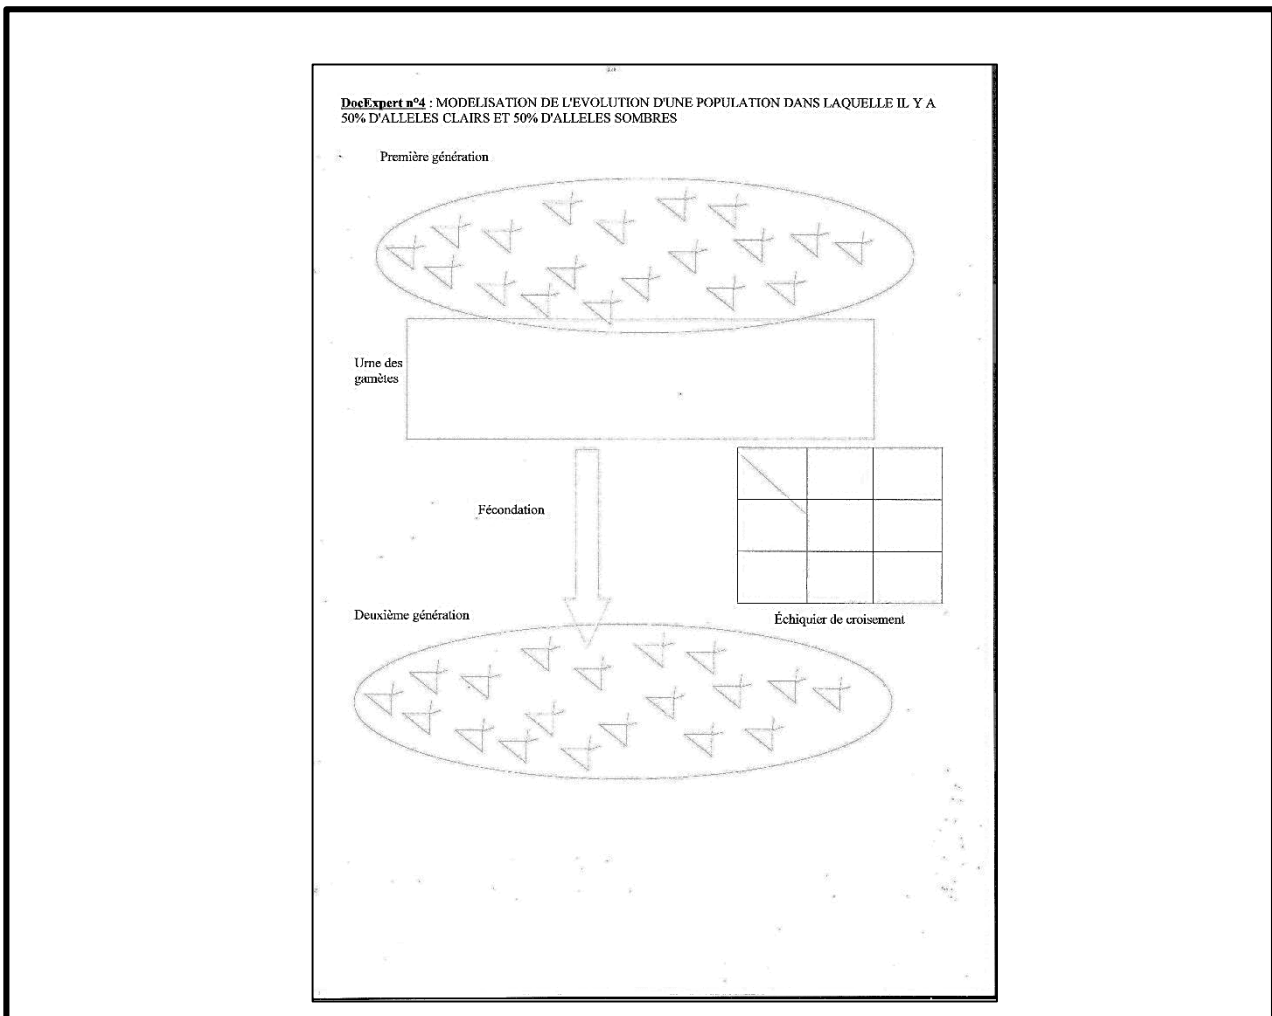 DocExpert n°4 : MODELISATION DE L'EVOLUTION D'UNE POPULATION DANS LAQUELLE IL Y A
50% D'ALLELES CLAIRS ET 50% D'ALLELES SOMBRES
Première génération
Urne des
gamètes
Fécondation
Deuxième génération
Échiquier de croisement